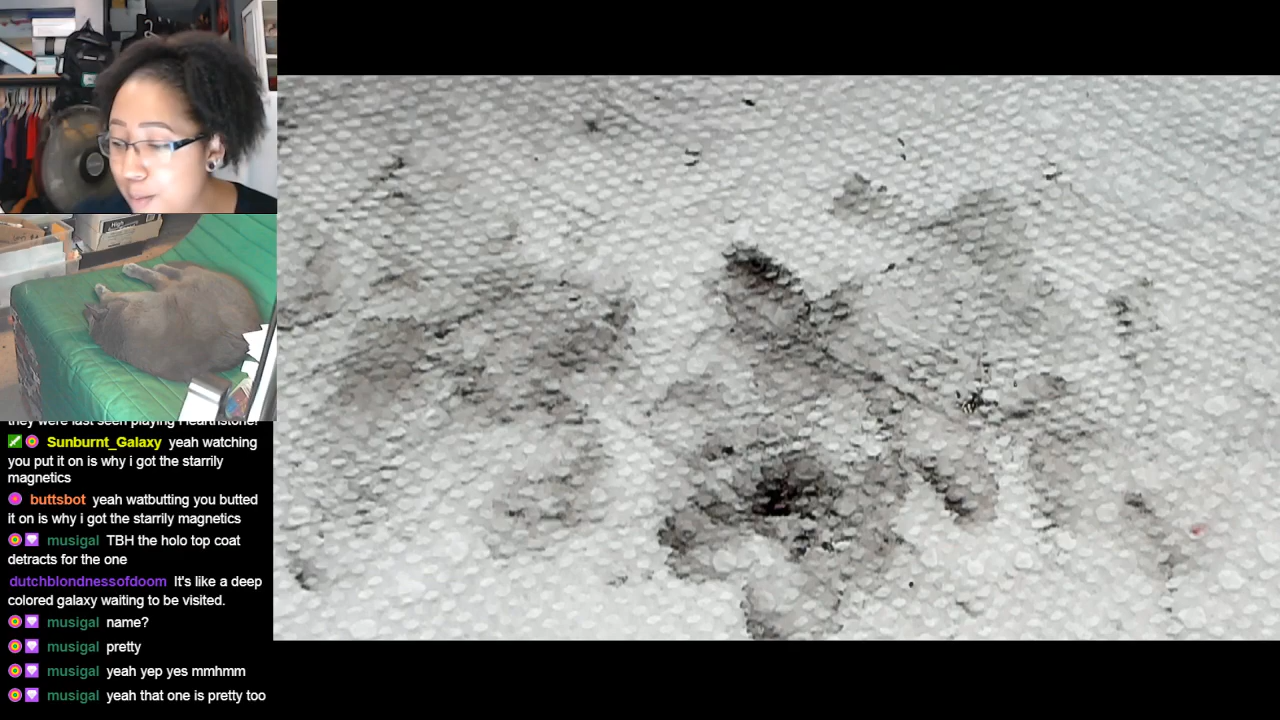 High
they were last seen playing Hearthstone!
Sunburnt_Galaxy yeah watching
you put it on is why i got the starrily
magnetics
buttsbot yeah watbutting you butted
it on is why i got the starrily magnetics
musigal TBH the holo top coat
detracts for the one
dutchblondnessofdoom It's like a deep
colored galaxy waiting to be visited.
musigal name?
musigal pretty
musigal yeah yep yes mmhmm
musigal yeah that one is pretty too